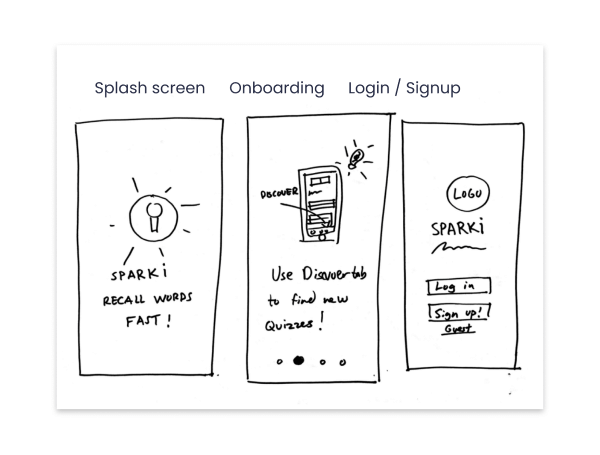 Splash screen
Onboarding
Login / Signup
SPARKi
RECALL WORDS
FAST!
DISCOVER
Use Discover tab
to find new
Quizzes!
LOGO
SPARKi
Log in
Sign up!
Guest